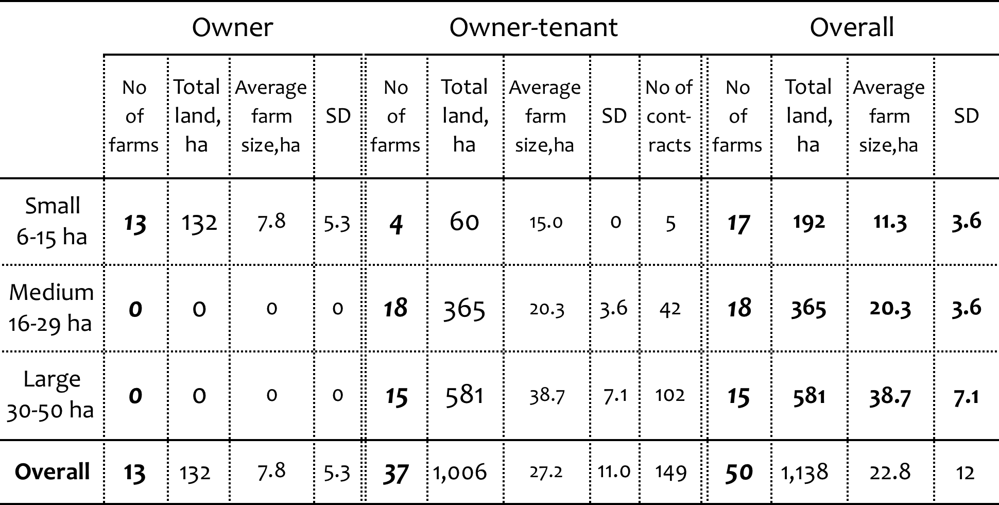 Owner Owner-tenant Overall
No of farms Total land, ha Average farm size,ha SD No of farms Total land, ha Average farm size,ha SD No of cont-racts No of farms Total land, ha Average farm size,ha SD
Small
6-15 ha 13 132 7.8 5.3 4 60 15.0 0 5 17 192 11.3 3.6
Medium
16-29 ha 0 0 0 0 18 365 20.3 3.6 42 18 365 20.3 3.6
Large
30-50 ha 0 0 0 0 15 581 38.7 7.1 102 15 581 38.7 7.1
Overall 13 132 7.8 5.3 37 1,006 27.2 11.0 149 50 1,138 22.8 12